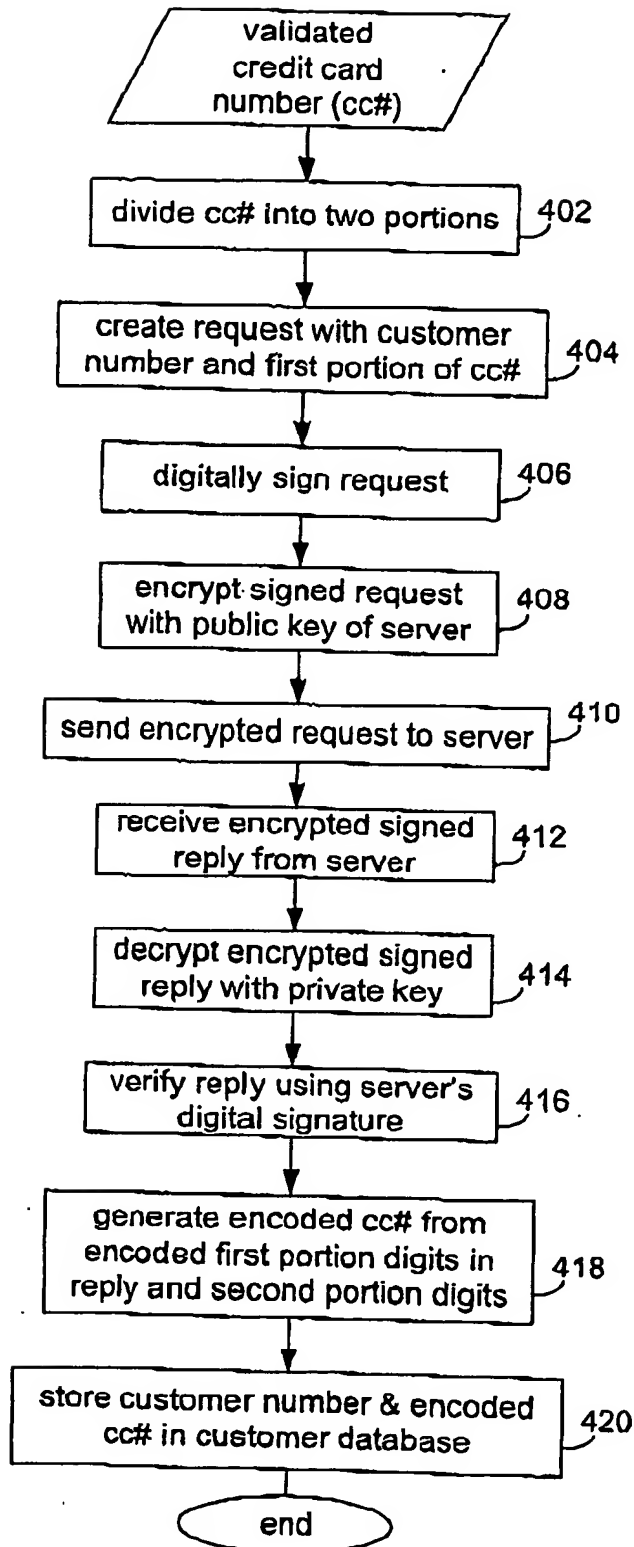 validated
credit card
number (cc#)
divide cc# into two portions
402
create request with customer
number and first portion of cc#
404
digitally sign request
406
encrypt signed request
with public key of server
408
send encrypted request to server
410
receive encrypted signed
reply from server
412
decrypt encrypted signed
reply with private key
414
verify reply using server's
digital signature
416
generate encoded cc# from
encoded first portion digits in
reply and second portion digits
418
store customer number & encoded
cc# in customer database
420
end